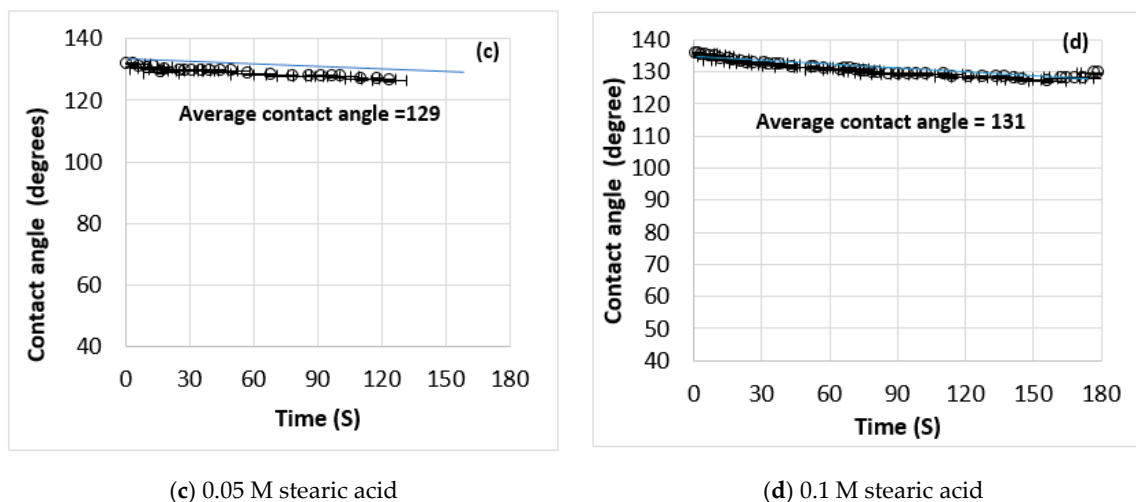 (c)
Contact angle (degrees)
140
120
100
80
60
40
Average contact angle =129
0 30 60 90 120 150 180
Time (S)
(c) 0.05 M stearic acid
(d)
Contact angle (degree)
140
130
120
110
100
90
80
70
60
50
40
Average contact angle = 131
0 30 60 90 120 150 180
Time (S)
(d) 0.1 M stearic acid